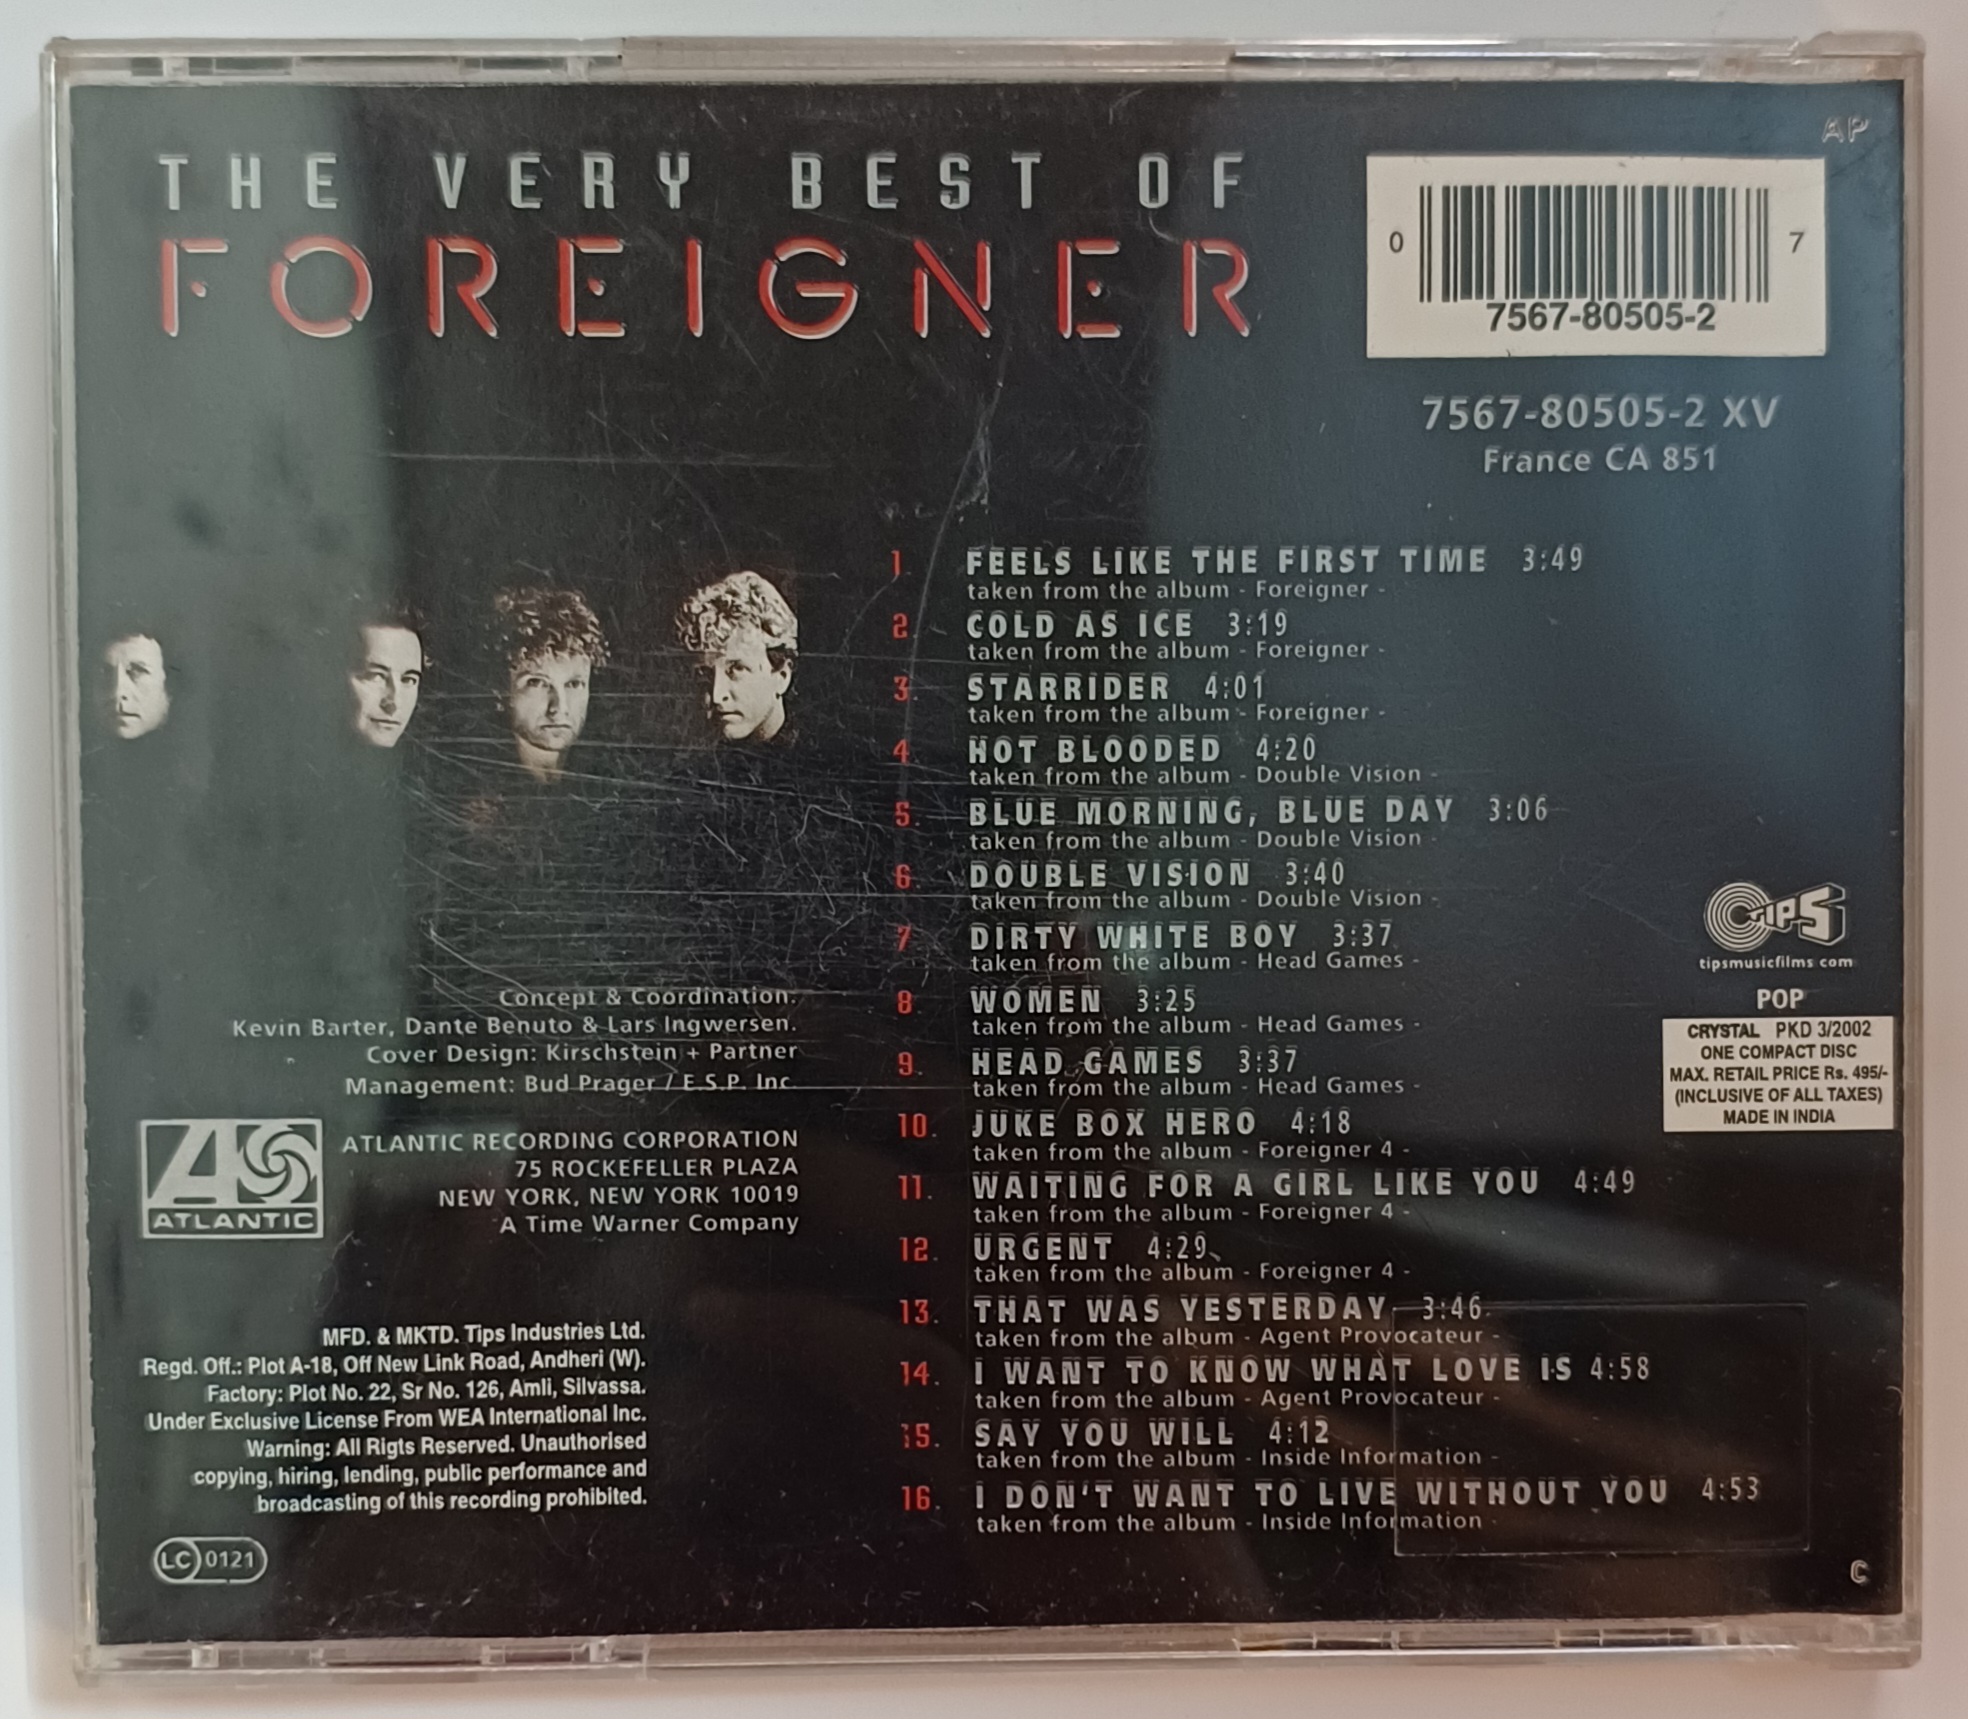 AP
THE VERY BEST OF
FOREIGNER
0 7
7567-80505-2
7567-80505-2 XV
France CA 851
1. FEELS LIKE THE FIRST TIME 3:49
taken from the album - Foreigner -
2. COLD AS ICE 3:19
taken from the album - Foreigner -
3. STARRIDER 4:01
taken from the album - Foreigner -
4. HOT BLOODED 4:20
taken from the album - Double Vision -
5. BLUE MORNING, BLUE DAY 3:06
taken from the album - Double Vision -
6. DOUBLE VISION 3:40
taken from the album - Double Vision -
7. DIRTY WHITE BOY 3:37
taken from the album - Head Games -
8. WOMEN 3:25
taken from the album - Head Games -
9. HEAD GAMES 3:37
taken from the album - Head Games -
10. JUKE BOX HERO 4:18
taken from the album - Foreigner 4 -
11. WAITING FOR A GIRL LIKE YOU 4:49
taken from the album - Foreigner 4 -
12. URGENT 4:29
taken from the album - Foreigner 4 -
13. THAT WAS YESTERDAY 3:46
taken from the album - Agent Provocateur -
14. I WANT TO KNOW WHAT LOVE IS 4:58
taken from the album - Agent Provocateur -
15. SAY YOU WILL 4:12
taken from the album - Inside Information -
16. I DON'T WANT TO LIVE WITHOUT YOU 4:53
taken from the album - Inside Information -
Concept & Coordination:
Kevin Barter, Dante Benuto & Lars Ingwersen.
Cover Design: Kirschstein + Partner
Management: Bud Prager / E.S.P. Inc.
ATLANTIC
ATLANTIC RECORDING CORPORATION
75 ROCKEFELLER PLAZA
NEW YORK, NEW YORK 10019
A Time Warner Company
MFD. & MKTD. Tips Industries Ltd.
Regd. Off.: Plot A-18, Off New Link Road, Andheri (W).
Factory: Plot No. 22, Sr No. 126, Amli, Silvassa.
Under Exclusive License From WEA International Inc.
Warning: All Rigts Reserved. Unauthorised
copying, hiring, lending, public performance and
broadcasting of this recording prohibited.
LC 0121
TIPS
tipsmusicfilms.com
POP
CRYSTAL PKD 3/2002
ONE COMPACT DISC
MAX. RETAIL PRICE Rs. 495/-
(INCLUSIVE OF ALL TAXES)
MADE IN INDIA
C